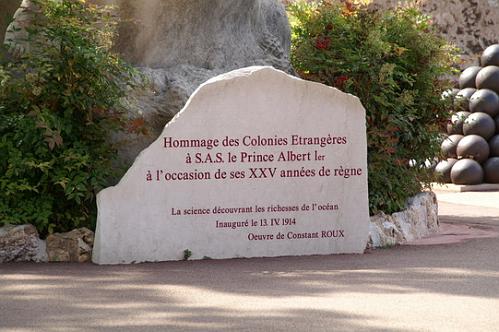 Hommage des Colonies Etrangères
à S.A.S. le Prince Albert Ier
à l'occasion de ses XXV années de règne
La science découvrant les richesses de l'océan
Inauguré le 13. IV. 1914
Oeuvre de Constant ROUX